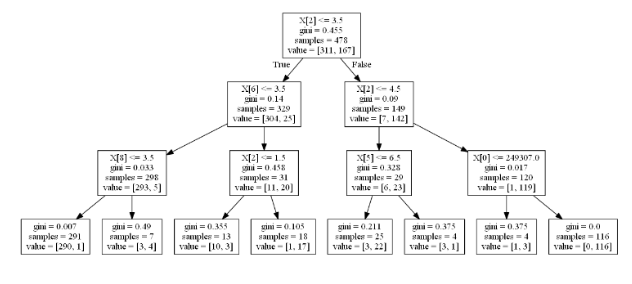 X[2] <= 3.5
gini = 0.455
samples = 478
value = [311, 167]
True
False
X[6] <= 3.5
gini = 0.14
samples = 329
value = [304, 25]
X[2] <= 4.5
gini = 0.09
samples = 149
value = [7, 142]
X[8] <= 3.5
gini = 0.033
samples = 298
value = [293, 5]
X[2] <= 1.5
gini = 0.458
samples = 31
value = [11, 20]
X[5] <= 6.5
gini = 0.328
samples = 29
value = [6, 23]
X[0] <= 249307.0
gini = 0.017
samples = 120
value = [1, 119]
gini = 0.007
samples = 291
value = [290, 1]
gini = 0.49
samples = 7
value = [3, 4]
gini = 0.355
samples = 13
value = [10, 3]
gini = 0.105
samples = 18
value = [1, 17]
gini = 0.211
samples = 25
value = [3, 22]
gini = 0.375
samples = 4
value = [3, 1]
gini = 0.375
samples = 4
value = [1, 3]
gini = 0.0
samples = 116
value = [0, 116]